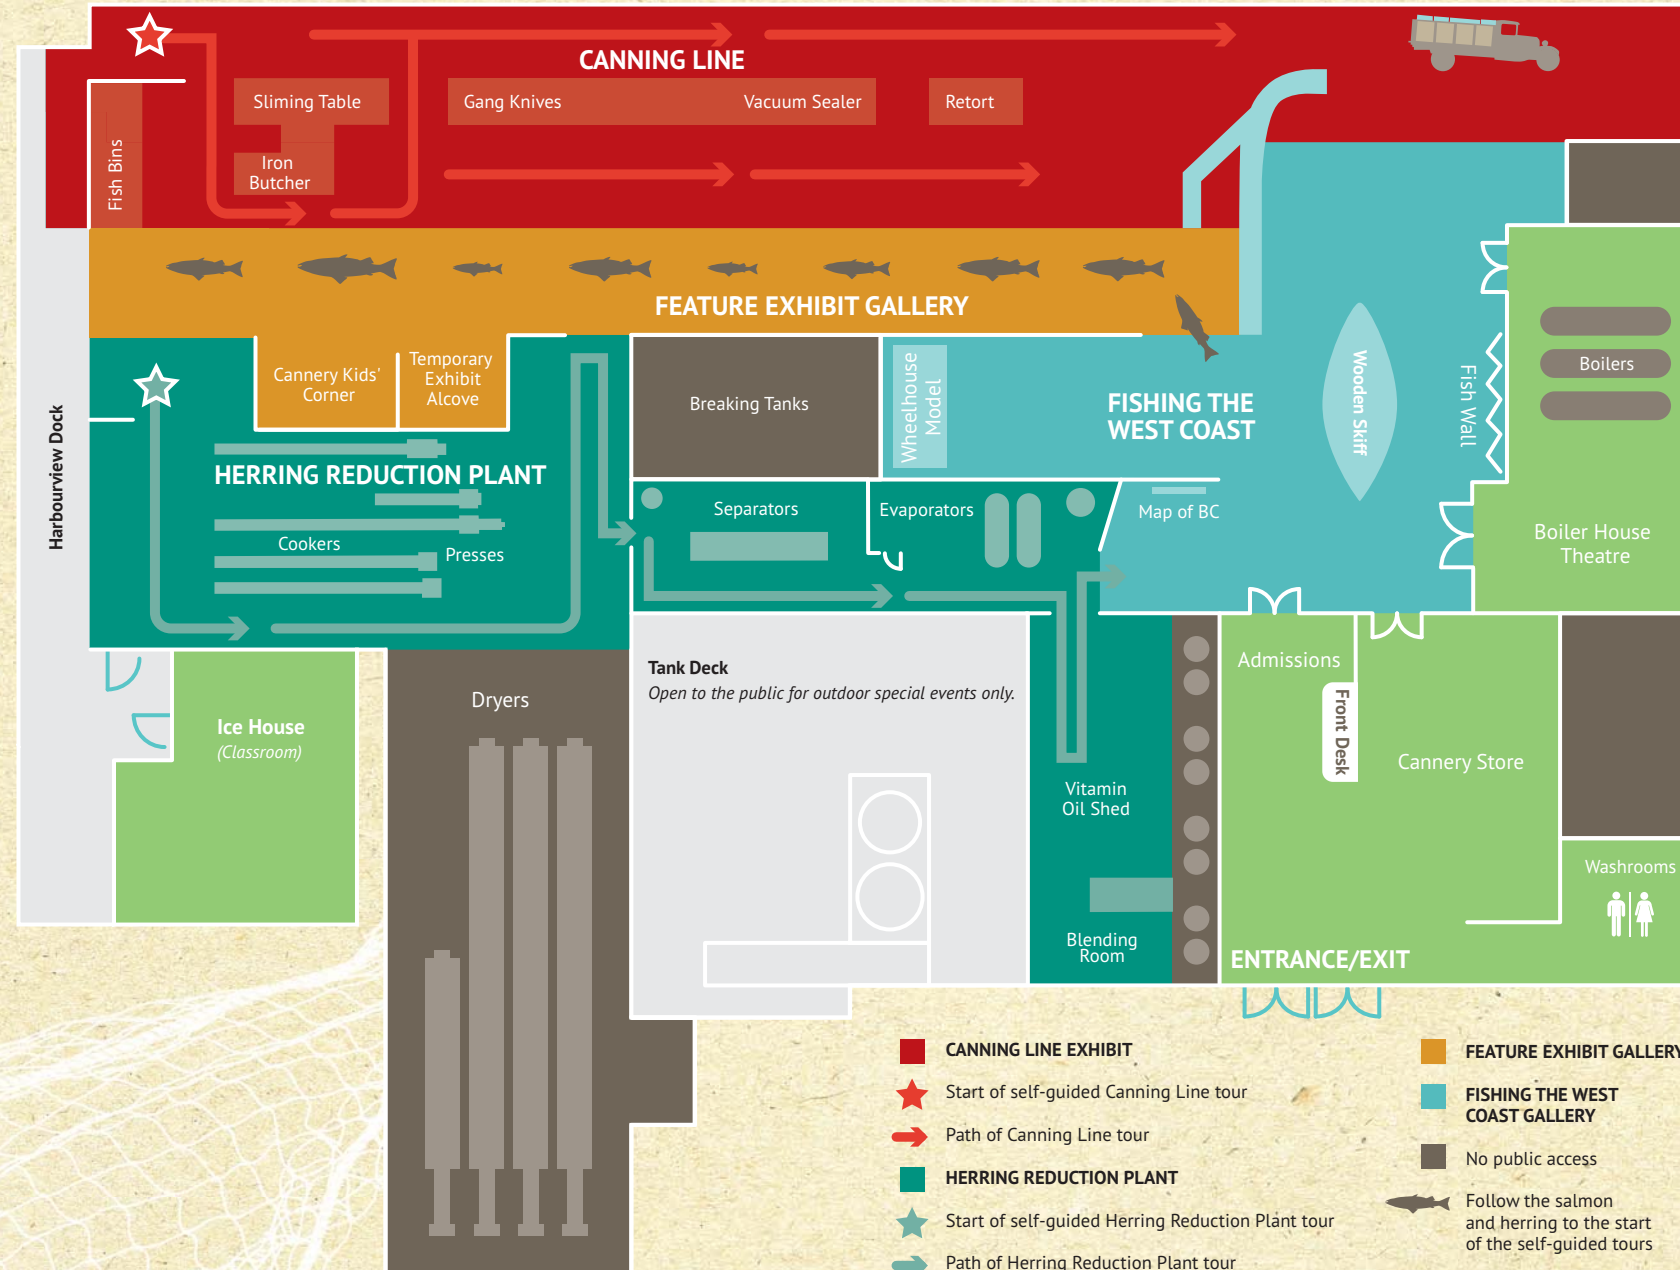 CANNING LINE
Sliming Table
Gang Knives
Vacuum Sealer
Retort
Fish Bins
Iron
Butcher
FEATURE EXHIBIT GALLERY
Cannery Kids'
Corner
Temporary
Exhibit
Alcove
Breaking Tanks
Wheelhouse
Model
FISHING THE
WEST COAST
Wooden Skiff
Fish Wall
Boilers
Harbourview Dock
HERRING REDUCTION PLANT
Cookers
Presses
Separators
Evaporators
Map of BC
Boiler House
Theatre
Ice House
(Classroom)
Dryers
Tank Deck
Open to the public for outdoor special events only.
Vitamin
Oil Shed
Blending
Room
Admissions
Front Desk
Cannery Store
Washrooms
ENTRANCE/EXIT
CANNING LINE EXHIBIT
Start of self-guided Canning Line tour
Path of Canning Line tour
HERRING REDUCTION PLANT
Start of self-guided Herring Reduction Plant tour
Path of Herring Reduction Plant tour
FEATURE EXHIBIT GALLERY
FISHING THE WEST
COAST GALLERY
No public access
Follow the salmon
and herring to the start
of the self-guided tours